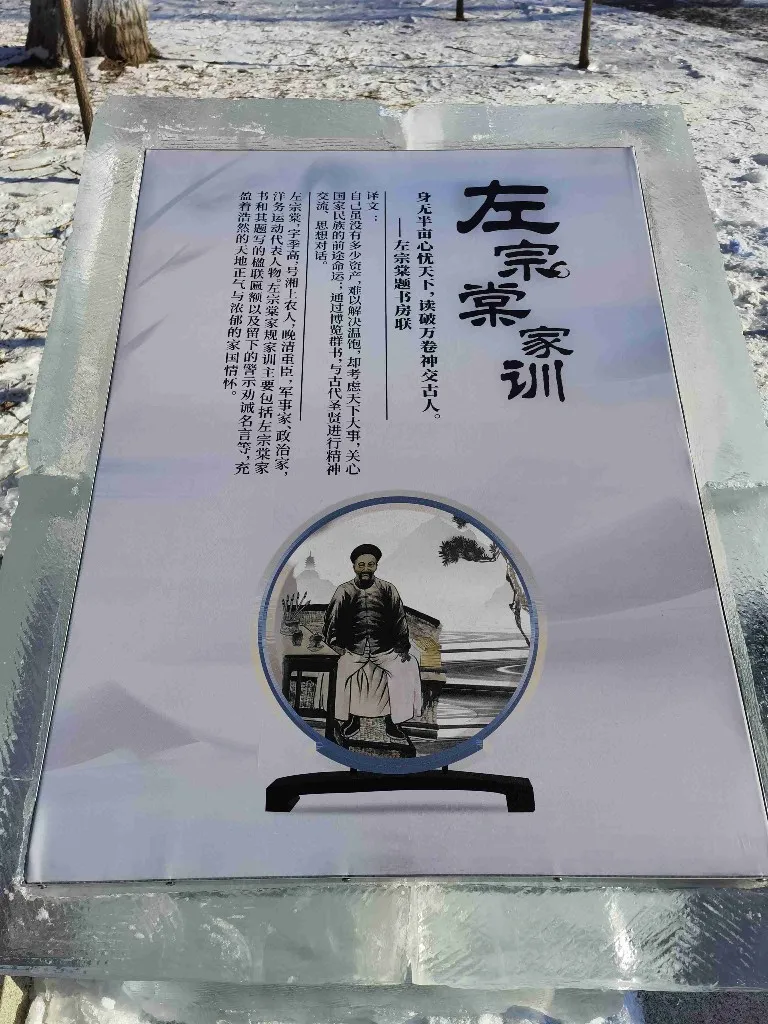 左宗棠家训
身无半亩心忧天下，读破万卷神交古人。
——左宗棠题书房联
译文：
自己虽没有多少资产，难以解决温饱，却考虑天下大事，关心
国家民族的前途命运；通过博览群书，与古代圣贤进行精神
交流、思想对话。
左宗棠，字季高，号湘上农人，晚清重臣，军事家、政治家，
洋务运动代表人物。左宗棠家规家训主要包括左宗棠家
书和其题写的楹联匾额以及留下的警示劝诫名言等，充
盈着浩然的天地正气与浓郁的家国情怀。